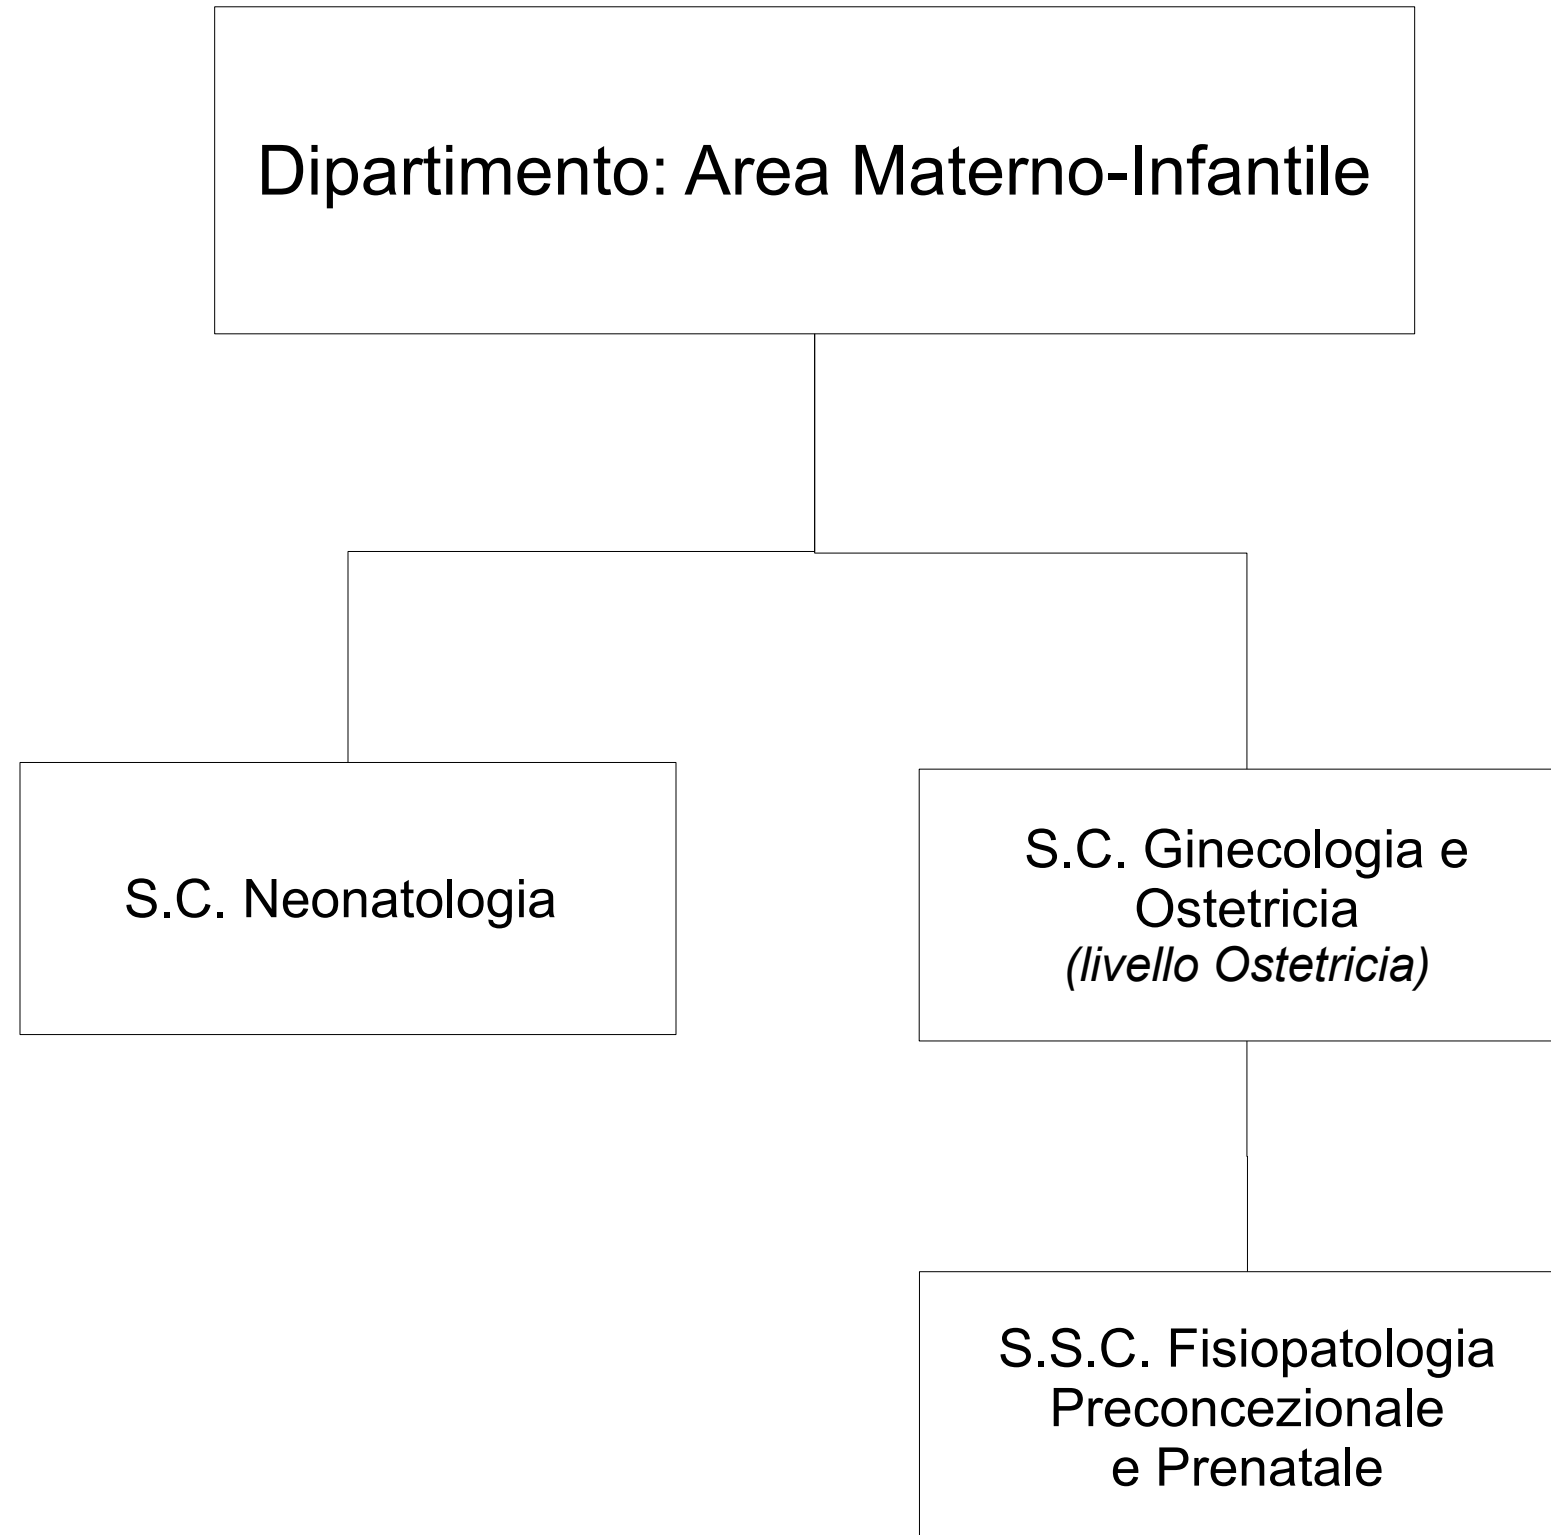 Dipartimento: Area Materno-Infantile
S.C. Neonatologia
S.C. Ginecologia e
Ostetricia
(livello Ostetricia)
S.S.C. Fisiopatologia
Preconcezionale
e Prenatale